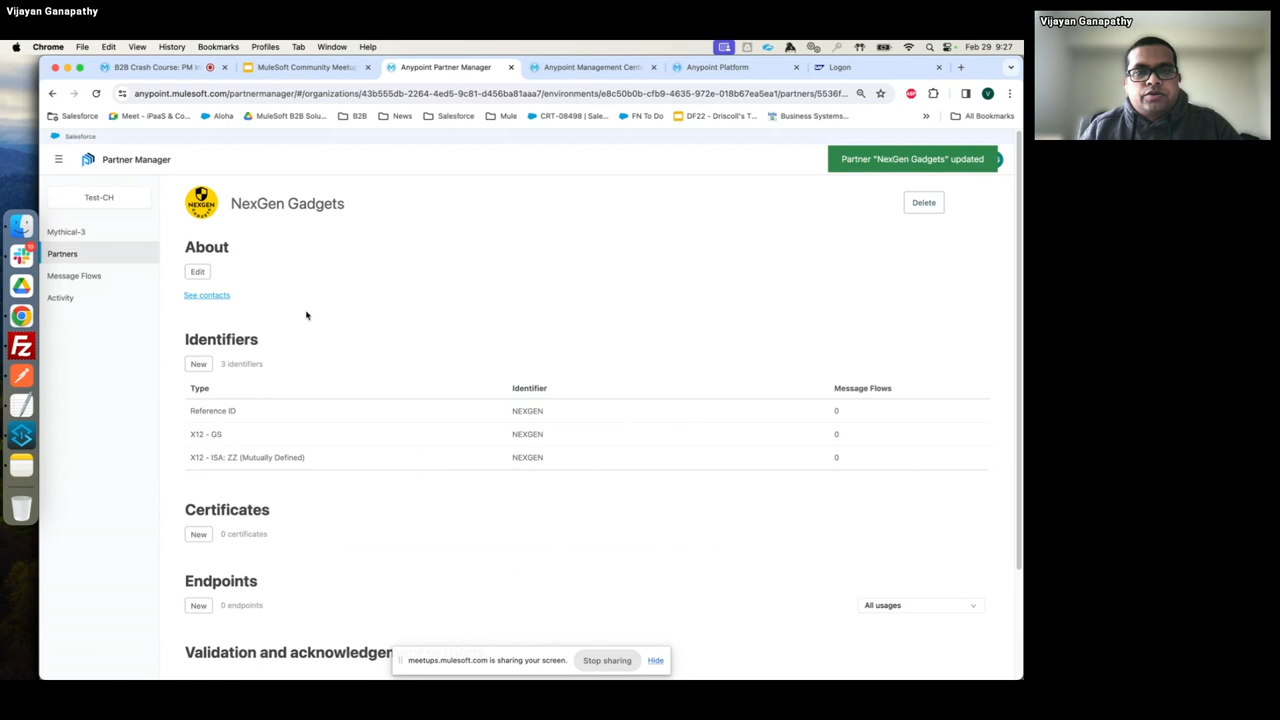 Vijayan Ganapathy
Vijayan Ganapathy
Chrome File Edit View History Bookmarks Profiles Tab Window Help Feb 29 9:27
B2B Crash Course: PM In MuleSoft Community Meetup Anypoint Partner Manager Anypoint Management Cent Anypoint Platform Logon
anypoint.mulesoft.com/partnermanager/#/organizations/43b555db-2264-4ed5-9c81-d456ba81aaa7/environments/e8c50b0b-cfb9-4635-972e-018b67ea5ea1/partners/5536f...
Salesforce Meet - iPaaS & Co... Aloha MuleSoft B2B Solu... B2B News Salesforce Mule CRT-08498 | Sale... FN To Do DF22 - Driscoll's T... Business Systems... » All Bookmarks
Salesforce
Partner Manager
Partner "NexGen Gadgets" updated
Test-CH
Mythical-3
Partners
Message Flows
Activity
NEXGEN
NexGen Gadgets
Delete
About
Edit
See contacts
Identifiers
New 3 identifiers
Type Identifier Message Flows
Reference ID NEXGEN 0
X12 - GS NEXGEN 0
X12 - ISA: ZZ (Mutually Defined) NEXGEN 0
Certificates
New 0 certificates
Endpoints
New 0 endpoints All usages
Validation and acknowledge
meetups.mulesoft.com is sharing your screen. Stop sharing Hide